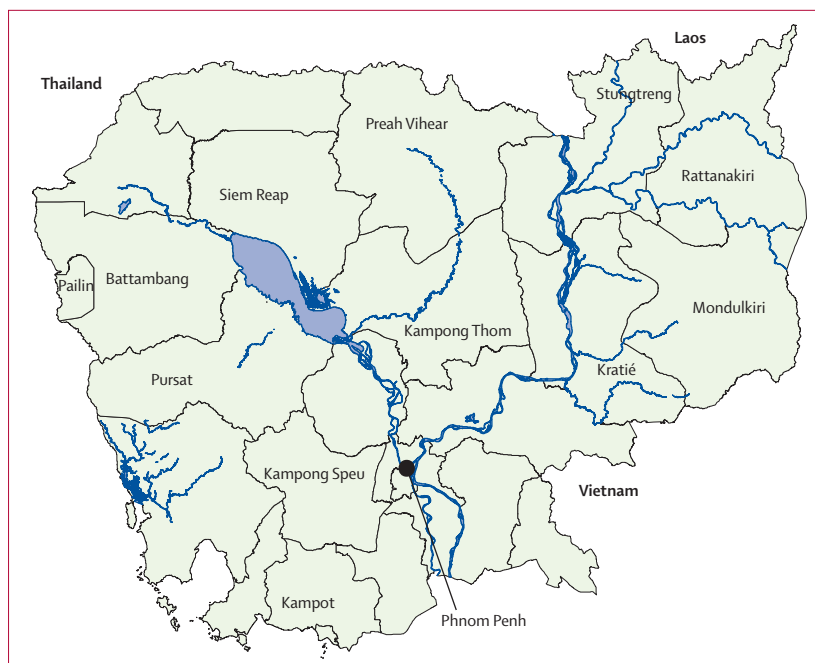 Laos
Thailand
Stungtreng
Preah Vihear
Rattanakiri
Siem Reap
Pailin
Battambang
Mondulkiri
Kampong Thom
Kratié
Pursat
Kampong Speu
Vietnam
Kampot
Phnom Penh